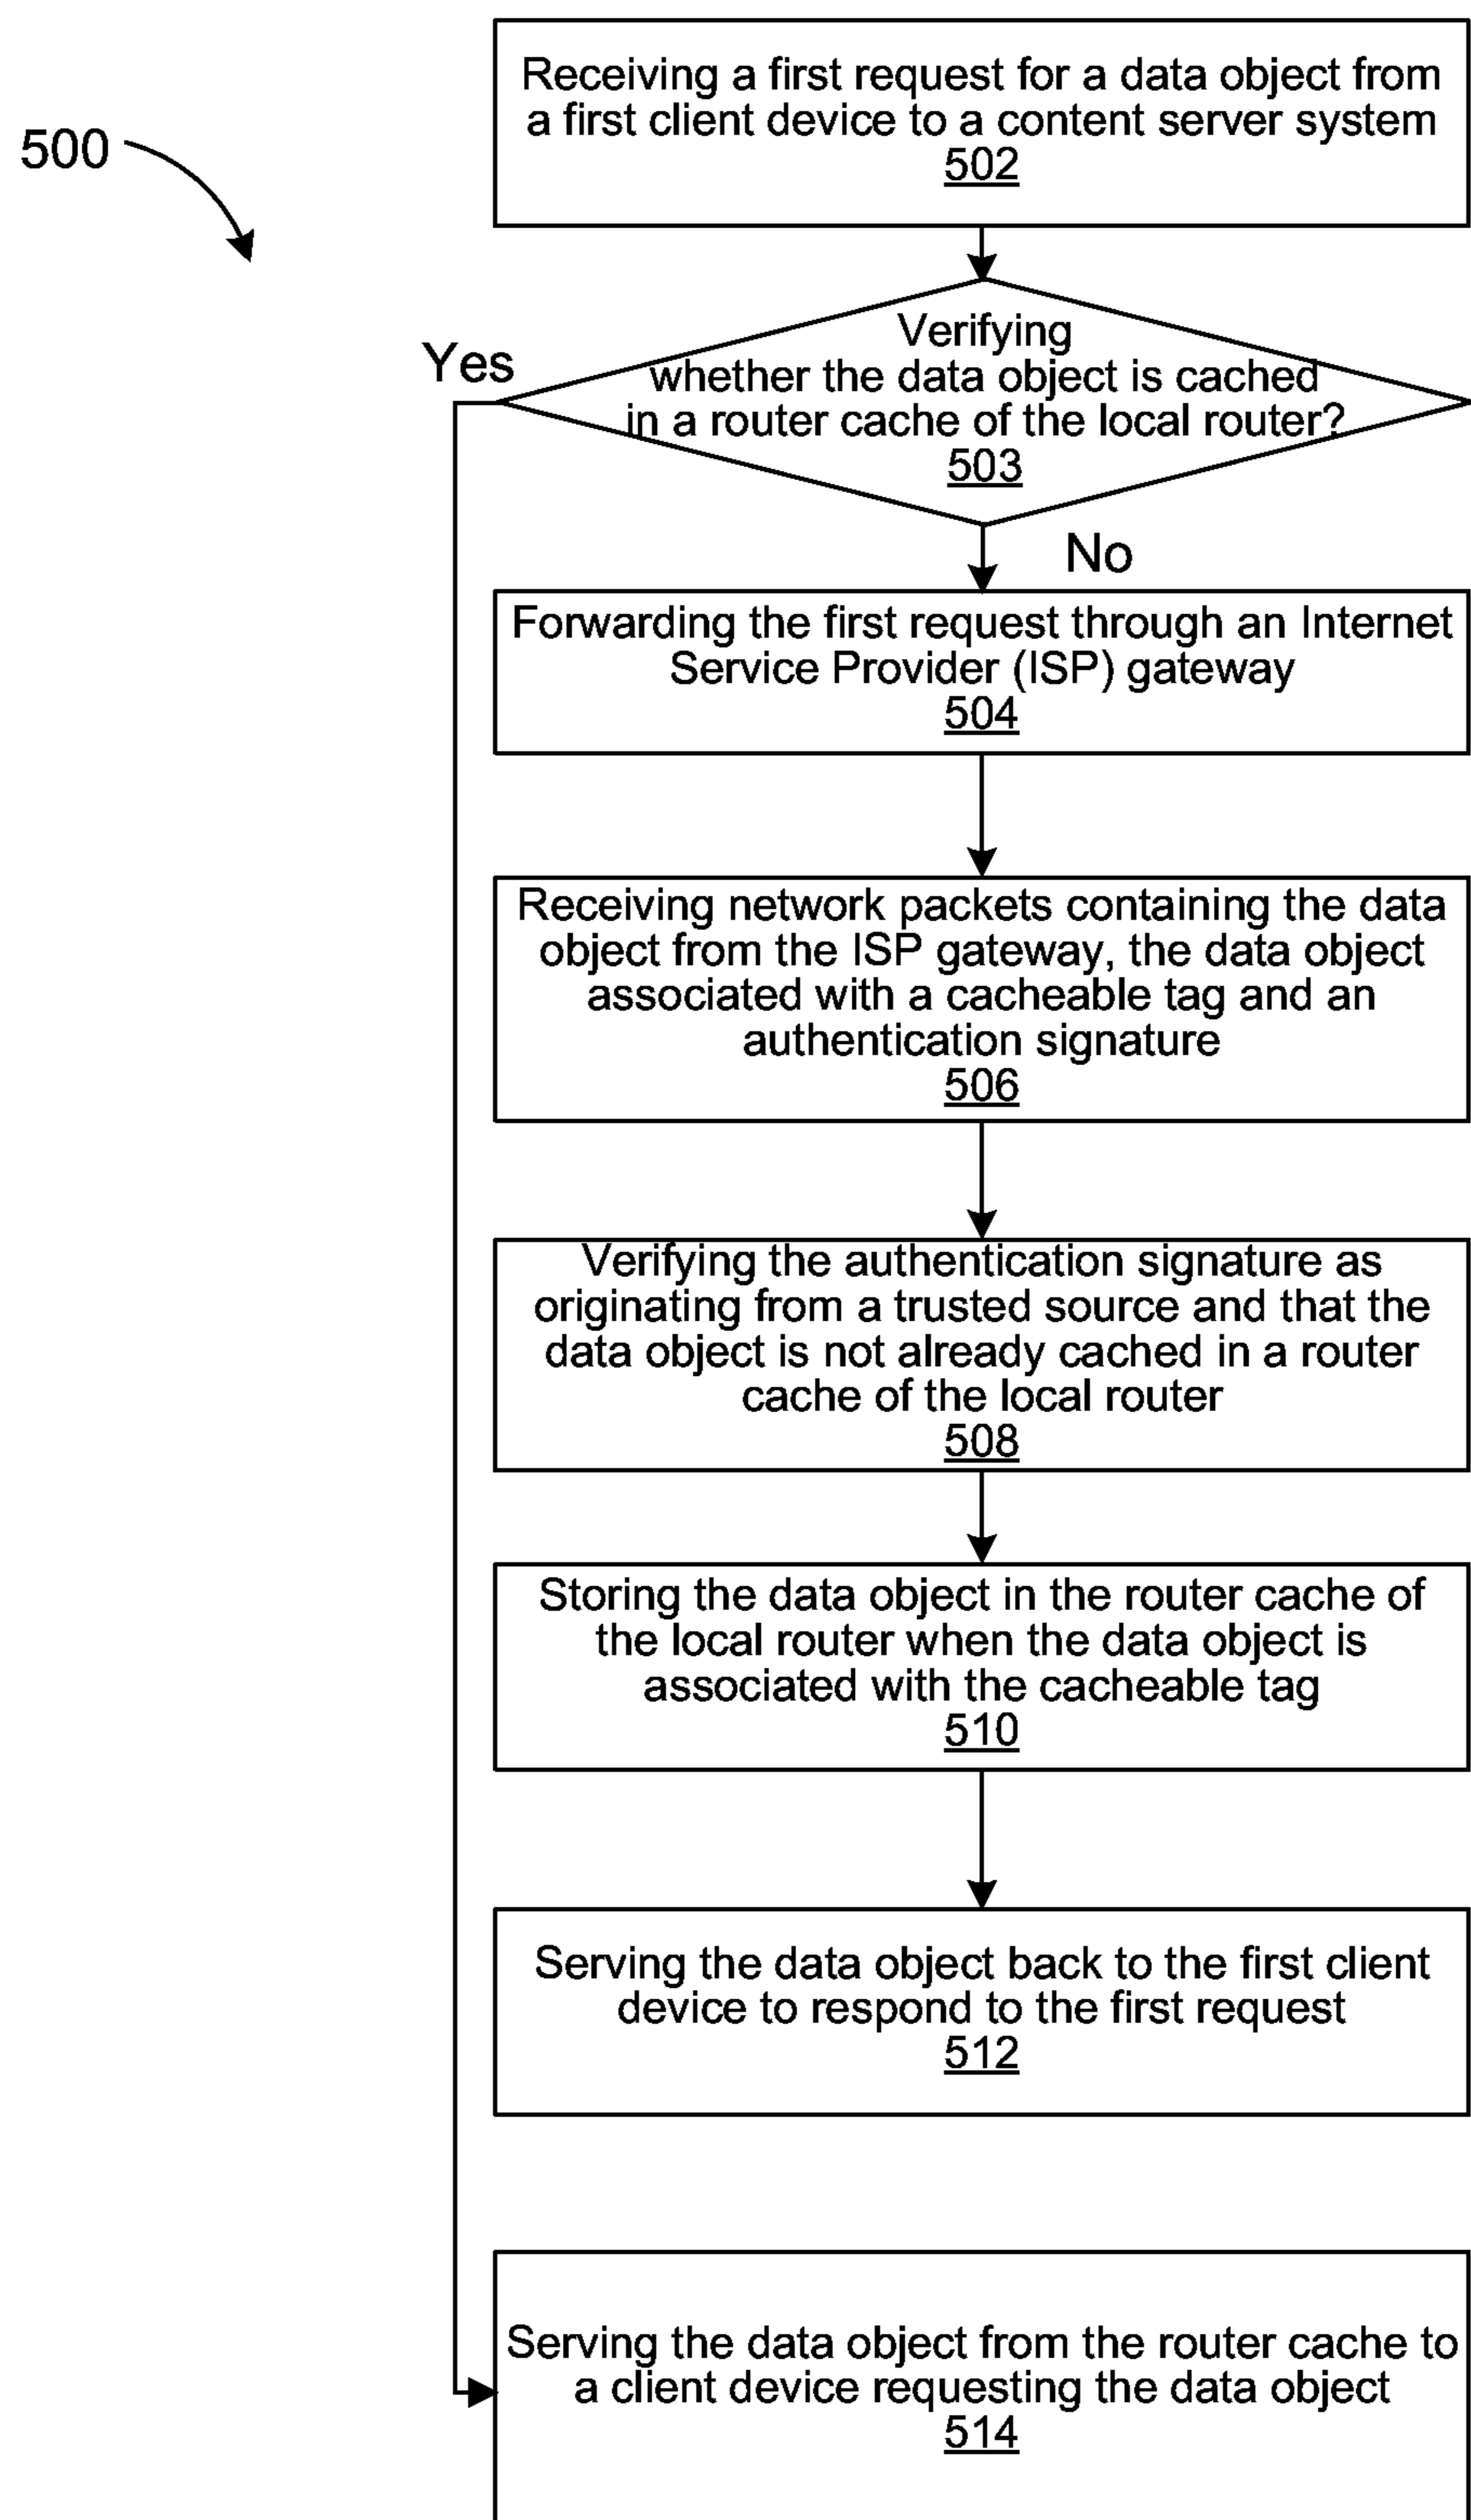 500
Receiving a first request for a data object from
a first client device to a content server system
502
Verifying
whether the data object is cached
in a router cache of the local router?
503
Yes
No
Forwarding the first request through an Internet
Service Provider (ISP) gateway
504
Receiving network packets containing the data
object from the ISP gateway, the data object
associated with a cacheable tag and an
authentication signature
506
Verifying the authentication signature as
originating from a trusted source and that the
data object is not already cached in a router
cache of the local router
508
Storing the data object in the router cache of
the local router when the data object is
associated with the cacheable tag
510
Serving the data object back to the first client
device to respond to the first request
512
Serving the data object from the router cache to
a client device requesting the data object
514